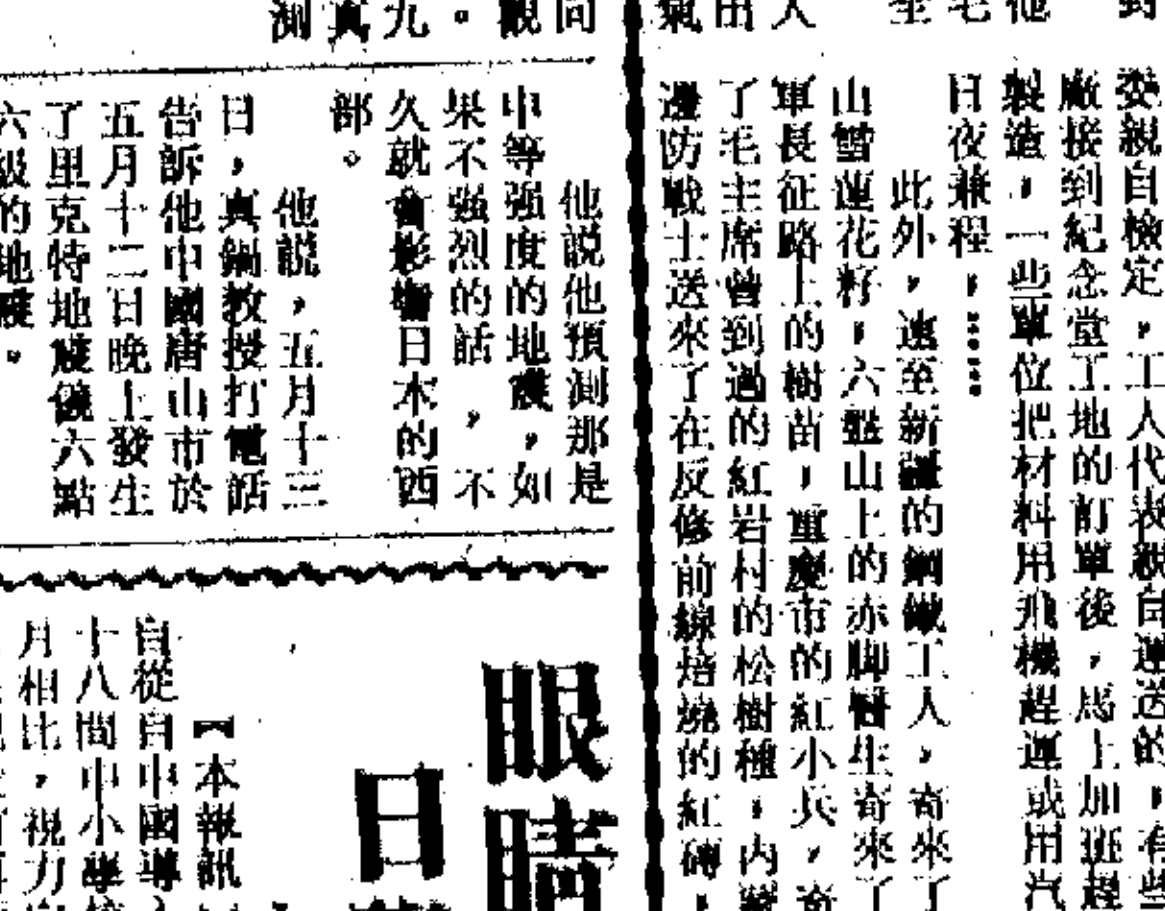 委親自檢定，工人代表親自運送的，有些
廠接到紀念堂工地的訂單後，馬上加班趕
製造，一些單位把材料用飛機趕運或用汽
日夜兼程，……
此外，遠至新疆的鋼鐵工人，寄來了
山雪蓮花籽，六盤山上的赤脚醫生寄來了
軍長征路上的樹苗，重慶市的紅小兵，寄
了毛主席曾到過的紅岩村的松樹種，內
邊防戰士送來了在反修前線焙燒的紅磚，
問
觀
。
九
真
測
他說他預測那是
中等强度的地震，如
果不强烈的話，不
久就會影響日本的西
部。
他說，五月十三
日，真鍋教授打電話
告訴他中國唐山市於
五月十二日晚上發生
了里克特地震儀六點
六級的地震。
眼睛
日
【本報訊
自從自中國導
十八間中小學校
月相比，視力